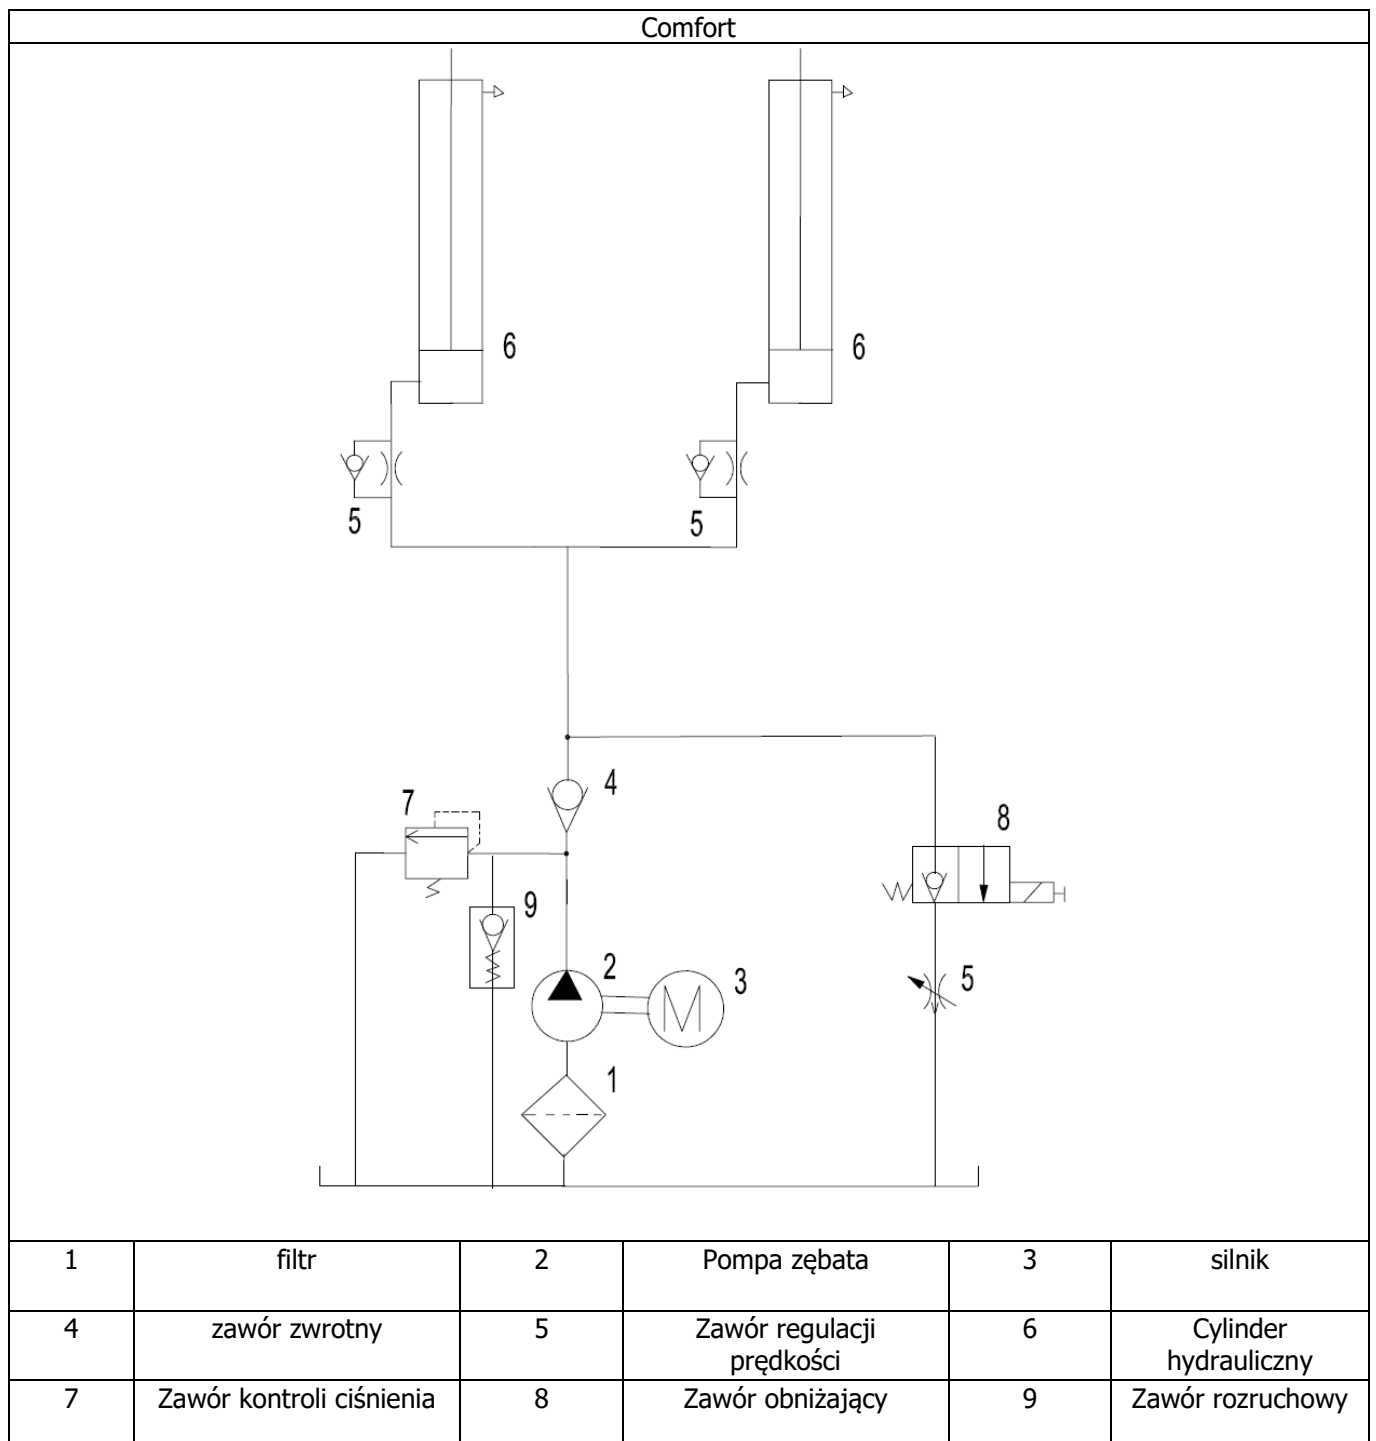 Comfort
6
6
5
5
4
7
8
9
2
3
M
5
1
1 filtr 2 Pompa zębata 3 silnik
4 zawór zwrotny 5 Zawór regulacji prędkości 6 Cylinder hydrauliczny
7 Zawór kontroli ciśnienia 8 Zawór obniżający 9 Zawór rozruchowy